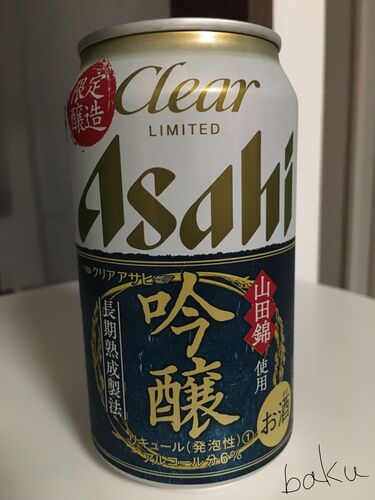 限定
醸造
Clear
LIMITED
Asahi
クリアアサヒ
吟醸
長期熟成製法
山田錦
使用
お酒
リキュール(発泡性)①
アルコール分6%
baku